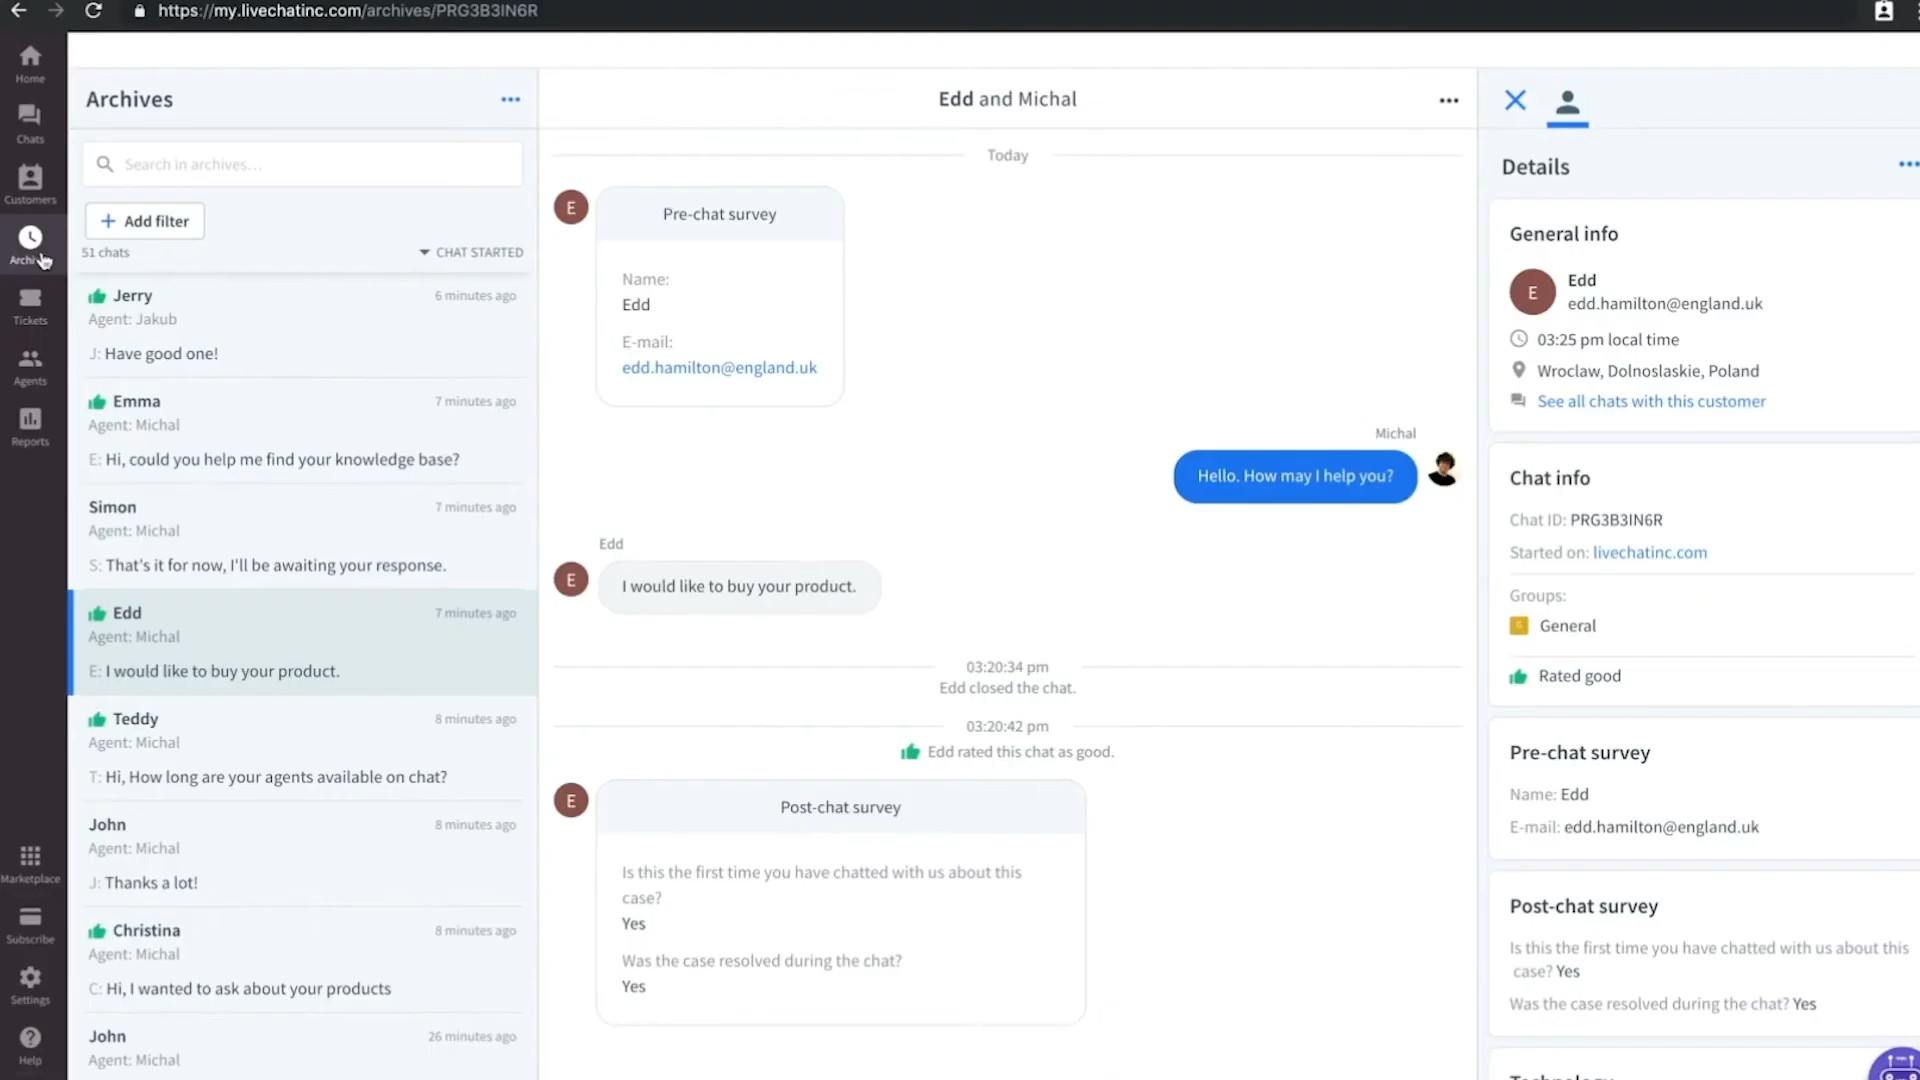 https://my.livechatinc.com/archives/PRG3B3IN6R
Home
Chats
Customers
Tickets
Agents
Reports
Marketplace
Subscribe
Settings
Help
Archives
Search in archives...
Add filter
51 chats
CHAT STARTED
Jerry
6 minutes ago
Agent: Jakub
J: Have good one!
Emma
7 minutes ago
Agent: Michal
E: Hi, could you help me find your knowledge base?
Simon
7 minutes ago
Agent: Michal
S: That's it for now, I'll be awaiting your response.
Edd
7 minutes ago
Agent: Michal
E: I would like to buy your product.
Teddy
8 minutes ago
Agent: Michal
T: Hi, How long are your agents available on chat?
John
8 minutes ago
Agent: Michal
J: Thanks a lot!
Christina
8 minutes ago
Agent: Michal
C: Hi, I wanted to ask about your products
John
26 minutes ago
Agent: Michal
Edd and Michal
Today
E
Pre-chat survey
Name:
Edd
E-mail:
edd.hamilton@england.uk
Michal
Hello. How may I help you?
Edd
E
I would like to buy your product.
03:20:34 pm
Edd closed the chat.
03:20:42 pm
Edd rated this chat as good.
E
Post-chat survey
Is this the first time you have chatted with us about this
case?
Yes
Was the case resolved during the chat?
Yes
Details
General info
E
Edd
edd.hamilton@england.uk
03:25 pm local time
Wroclaw, Dolnoslaskie, Poland
See all chats with this customer
Chat info
Chat ID: PRG3B3IN6R
Started on: livechatinc.com
Groups:
G
General
Rated good
Pre-chat survey
Name: Edd
E-mail: edd.hamilton@england.uk
Post-chat survey
Is this the first time you have chatted with us about this
case? Yes
Was the case resolved during the chat? Yes